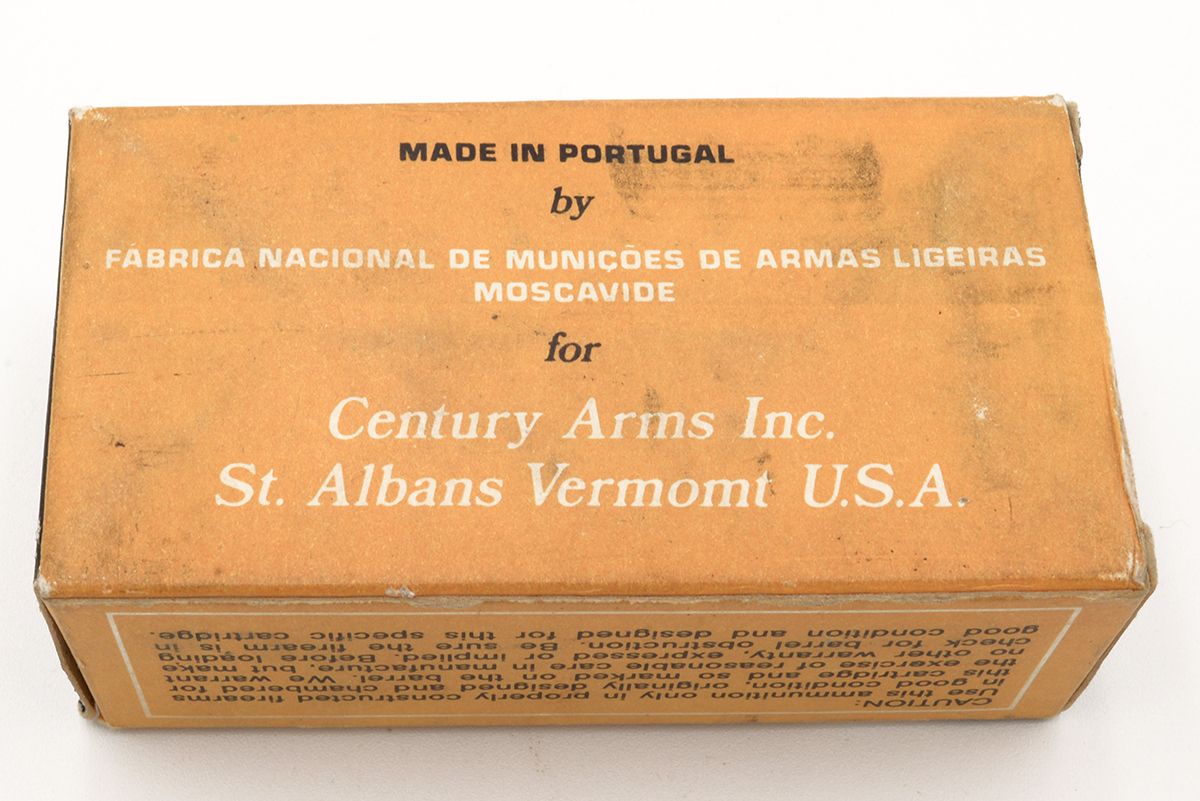 MADE IN PORTUGAL
by
FÁBRICA NACIONAL DE MUNIÇÕES DE ARMAS LIGEIRAS
MOSCAVIDE
for
Century Arms Inc.
St. Albans Vermomt U.S.A.
CAUTION:
Use this ammunition only in properly constructed firearms
in good condition, originally designed and chambered for
this cartridge and so marked on the barrel. We warrant
the exercise of reasonable care in manufacture, but make
no other warranty, expressed or implied. Before loading
check for barrel obstruction. Be sure the firearm is in
good condition and designed for this specific cartridge.